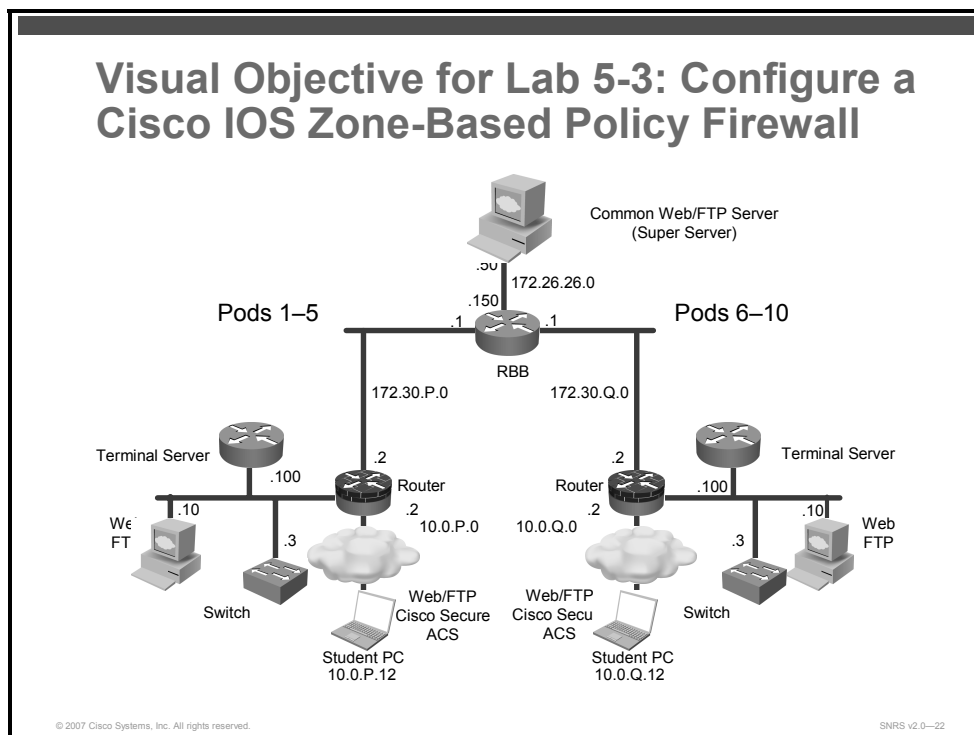 Visual Objective for Lab 5-3: Configure a
Cisco IOS Zone-Based Policy Firewall
Common Web/FTP Server
(Super Server)
.50
172.26.26.0
.150
Pods 1–5
Pods 6–10
.1
.1
RBB
172.30.P.0
172.30.Q.0
Terminal Server
Terminal Server
.2
.2
.100
.100
Router
Router
.10
.2
.2
.10
10.0.P.0
10.0.Q.0
Web
FTP
.3
.3
Switch
Switch
Web/FTP
Cisco Secure
ACS
Web/FTP
Cisco Secu
ACS
Student PC
10.0.P.12
Student PC
10.0.Q.12
© 2007 Cisco Systems, Inc. All rights reserved.
SNRS v2.0—22